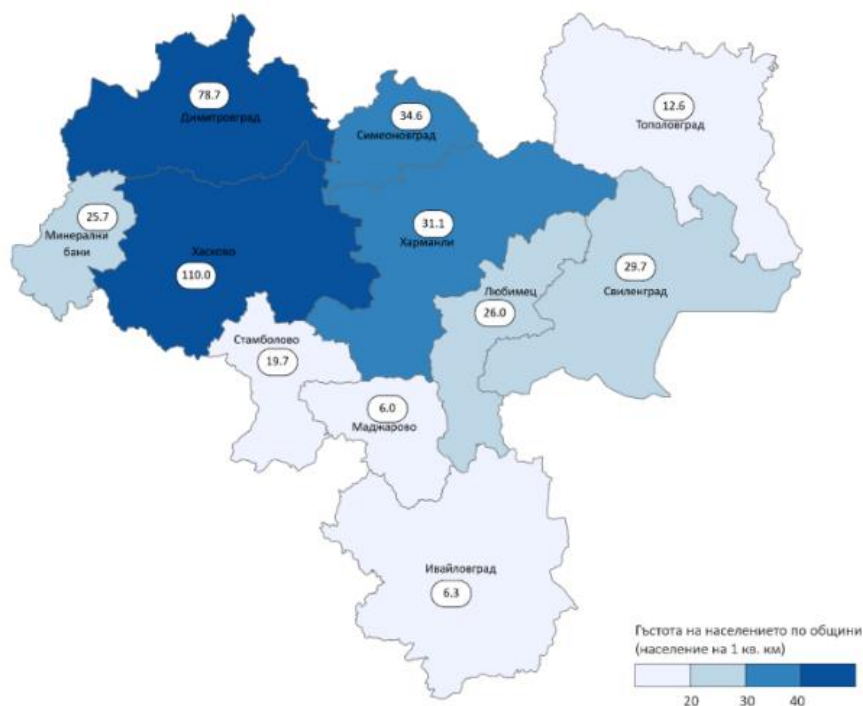 78.7
Димитровград
34.6
Симеоновград
12.6
Тополовград
25.7
Минерални
бани
Хасково
110.0
31.1
Харманли
Любимец
26.0
29.7
Свиленград
Стамболово
19.7
6.0
Маджарово
Ивайловград
6.3
Гъстота на населението по общини
(население на 1 кв. км)
20 30 40